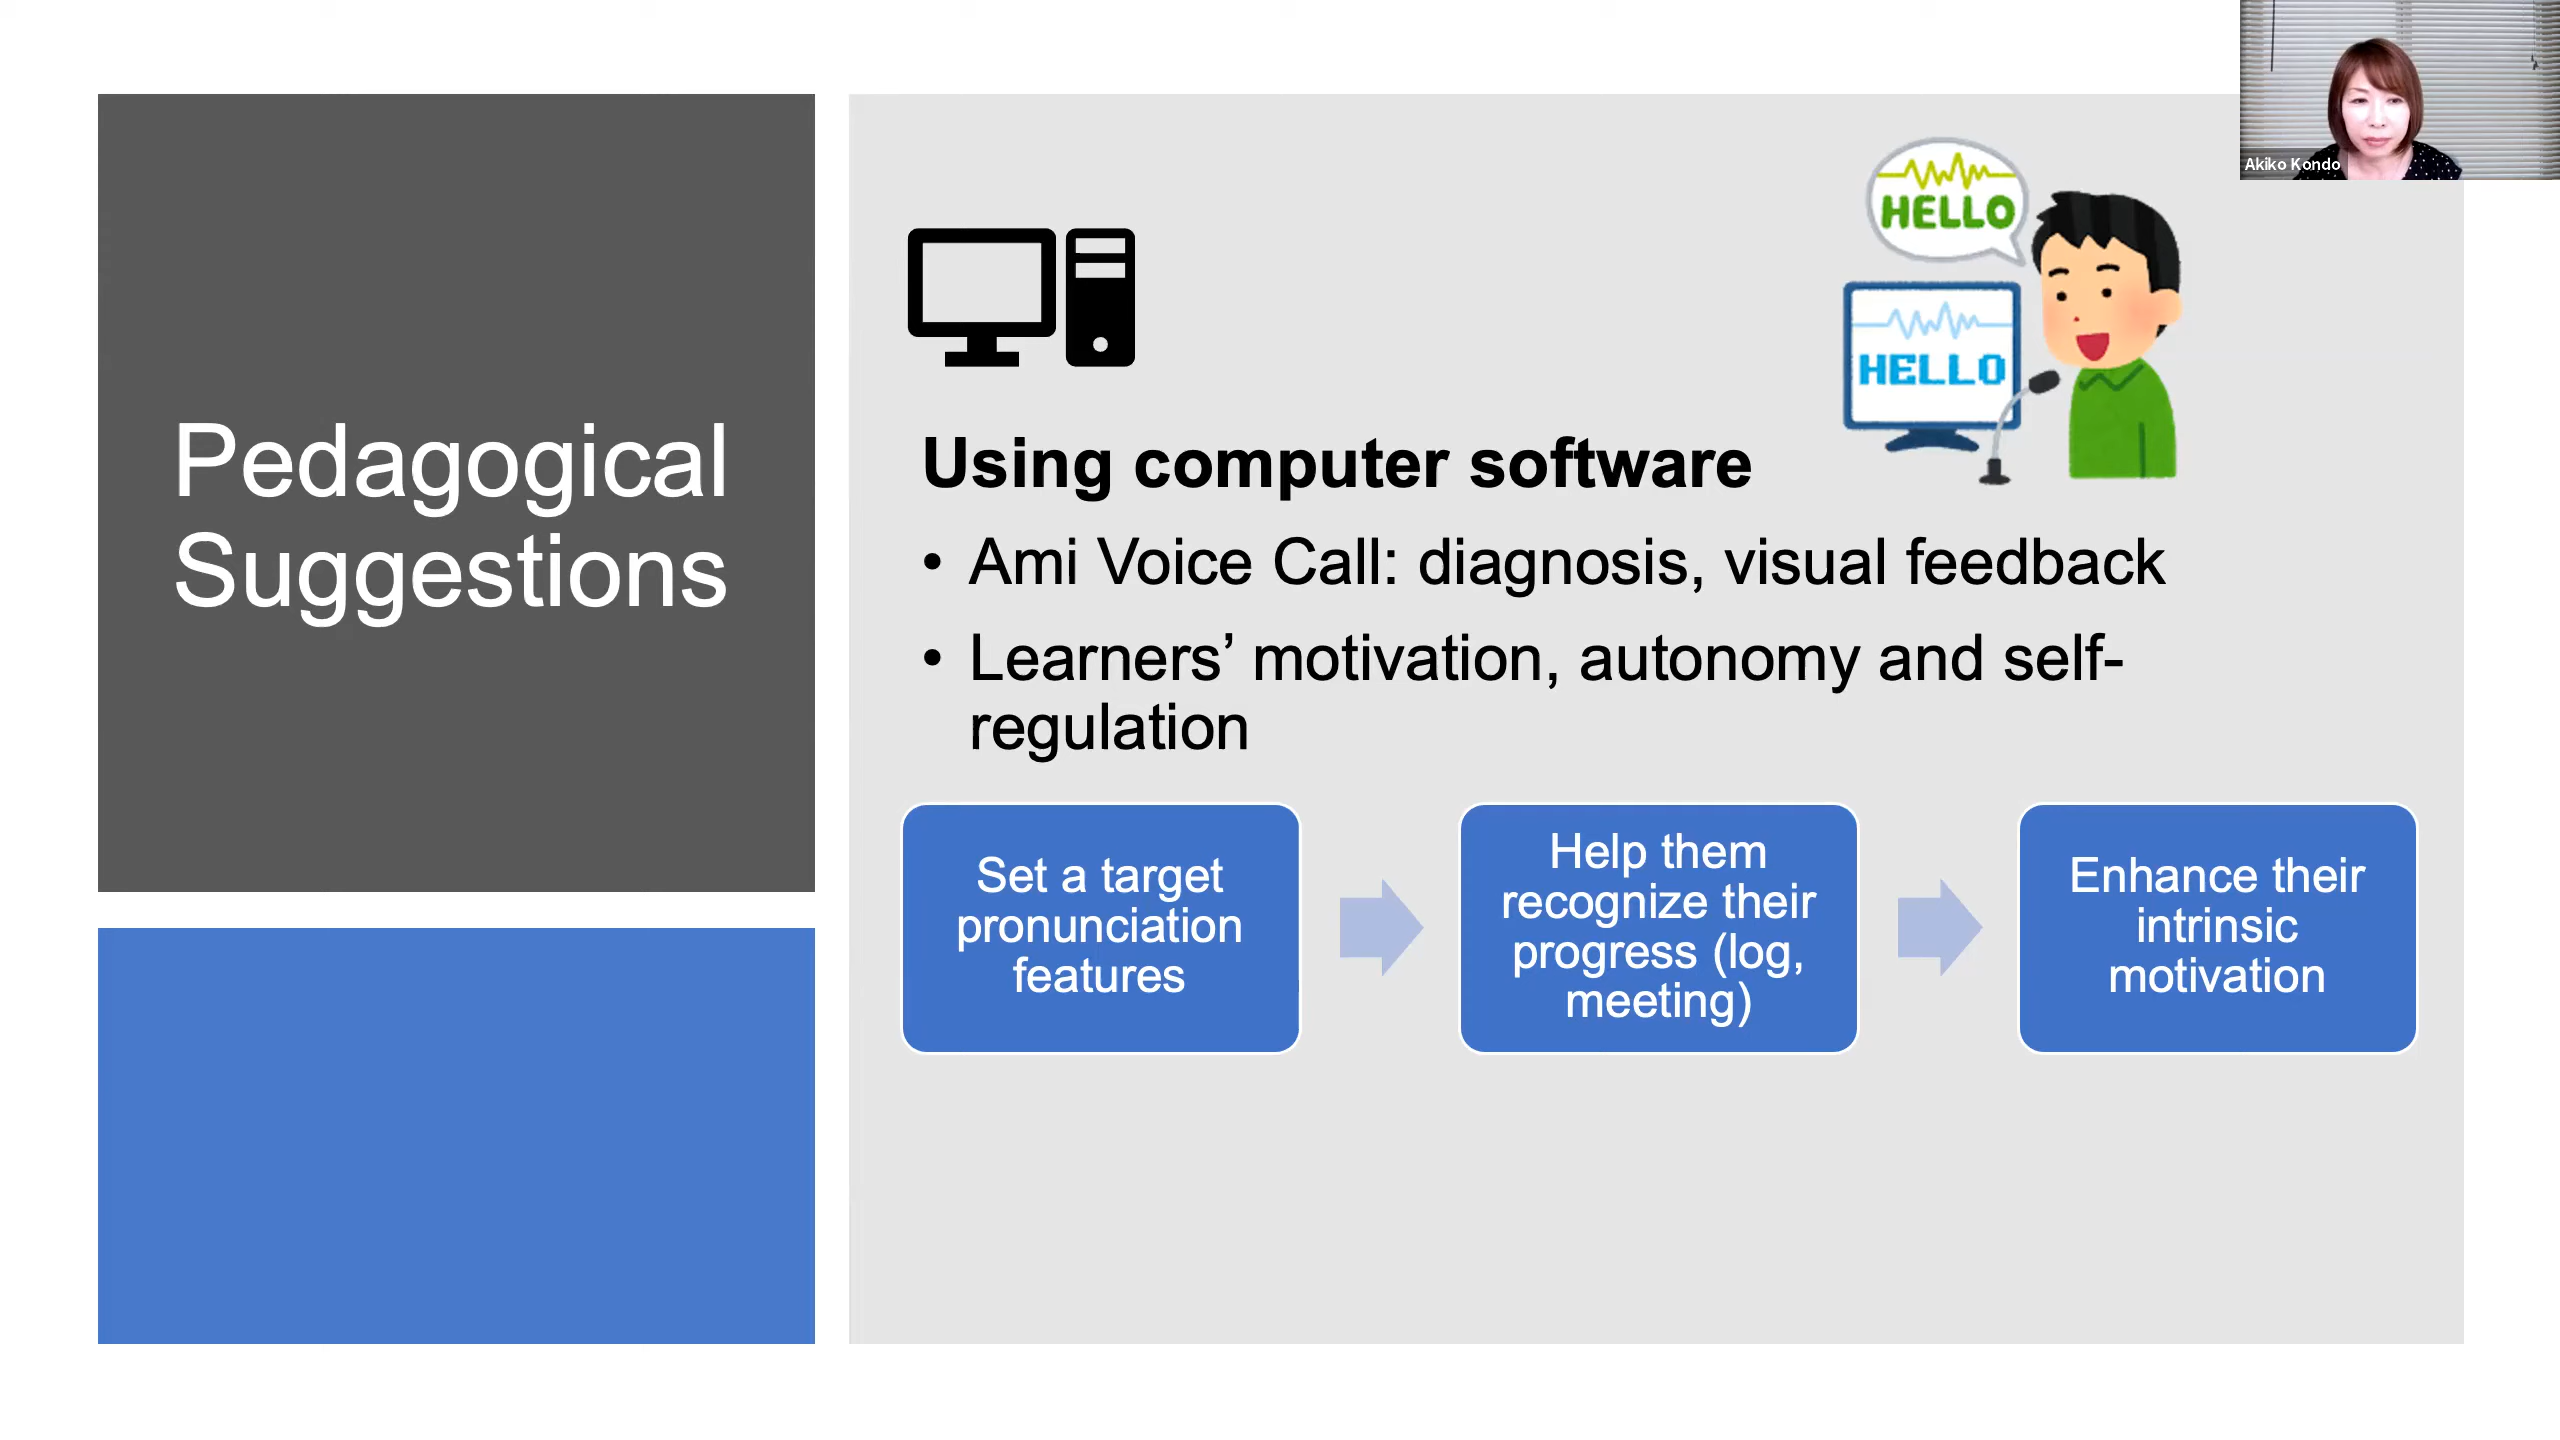 Pedagogical
Suggestions
Akiko Kondo
HELLO
HELLO
Using computer software
• Ami Voice Call: diagnosis, visual feedback
• Learners’ motivation, autonomy and self-
regulation
Set a target
pronunciation
features
Help them
recognize their
progress (log,
meeting)
Enhance their
intrinsic
motivation